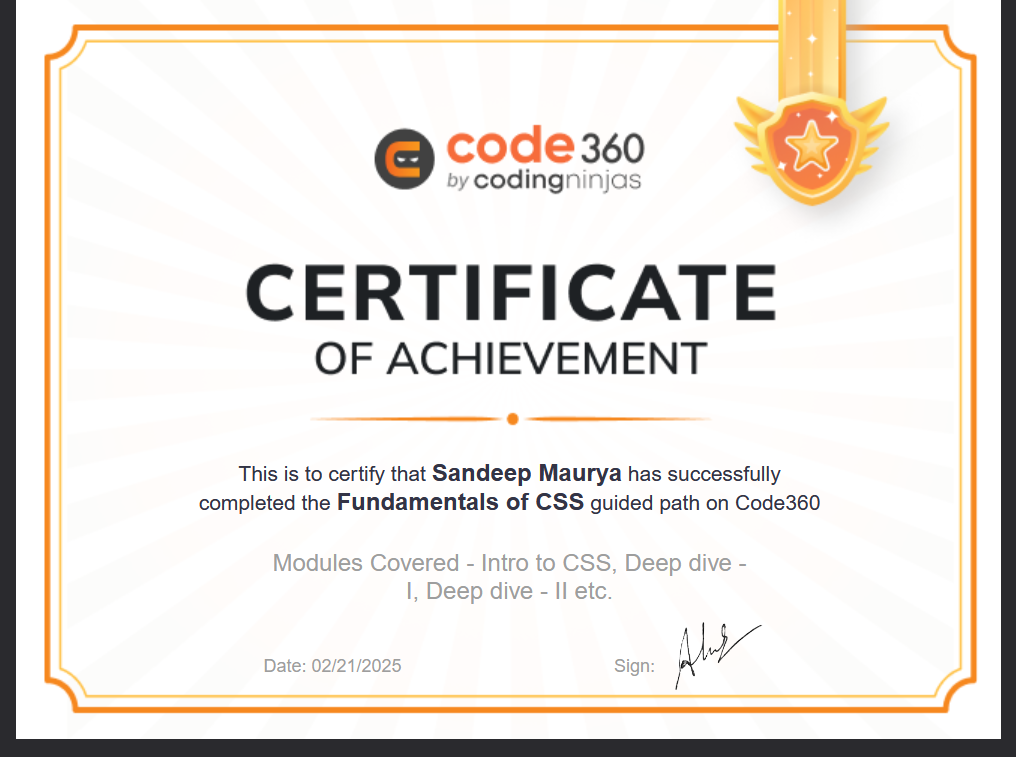 code 360
by codingninjas
CERTIFICATE
OF ACHIEVEMENT
This is to certify that Sandeep Maurya has successfully
completed the Fundamentals of CSS guided path on Code360
Modules Covered - Intro to CSS, Deep dive -
I, Deep dive - II etc.
Date: 02/21/2025
Sign: